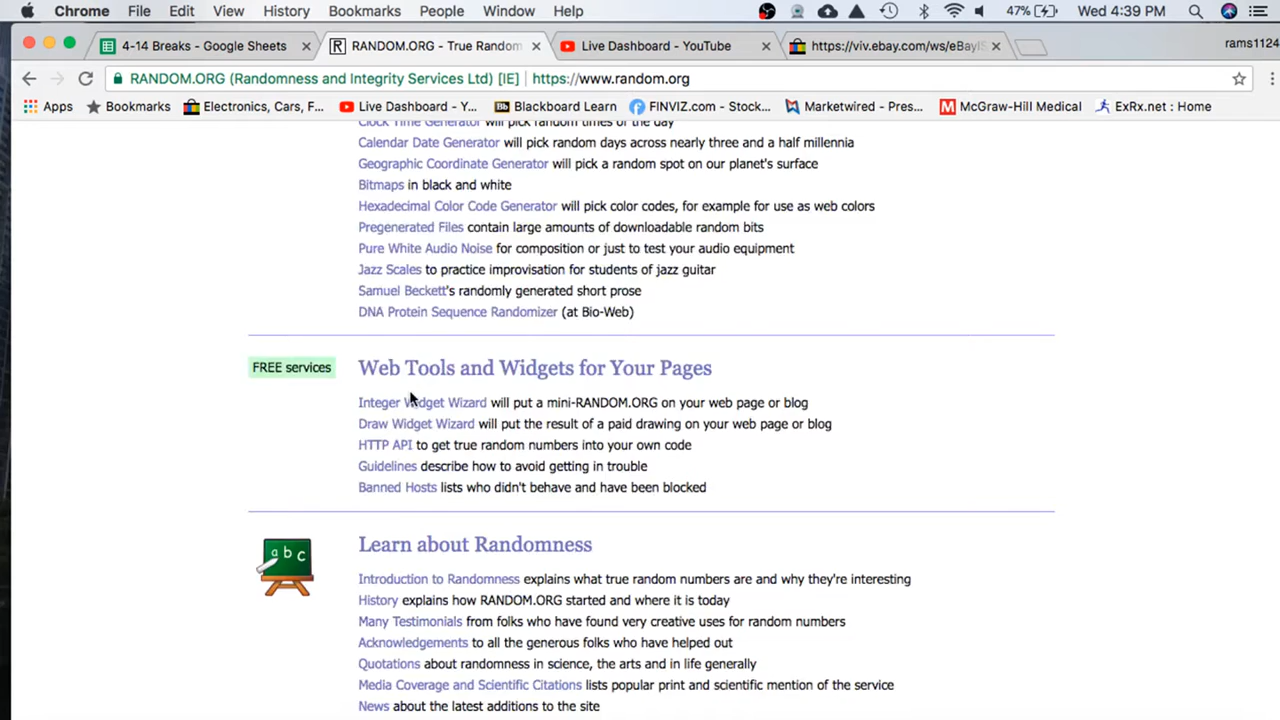 Chrome File Edit View History Bookmarks People Window Help 47% Wed 4:39 PM
4-14 Breaks - Google Sheets × RANDOM.ORG - True Random × Live Dashboard - YouTube × https://viv.ebay.com/ws/eBayIS × rams1124
RANDOM.ORG (Randomness and Integrity Services Ltd) [IE] | https://www.random.org
Apps Bookmarks Electronics, Cars, F... Live Dashboard - Y... Bb Blackboard Learn FINVIZ.com - Stock... Marketwired - Pres... M McGraw-Hill Medical ExRx.net : Home
Clock Time Generator will pick random times of the day
Calendar Date Generator will pick random days across nearly three and a half millennia
Geographic Coordinate Generator will pick a random spot on our planet's surface
Bitmaps in black and white
Hexadecimal Color Code Generator will pick color codes, for example for use as web colors
Pregenerated Files contain large amounts of downloadable random bits
Pure White Audio Noise for composition or just to test your audio equipment
Jazz Scales to practice improvisation for students of jazz guitar
Samuel Beckett's randomly generated short prose
DNA Protein Sequence Randomizer (at Bio-Web)
FREE services Web Tools and Widgets for Your Pages
Integer Widget Wizard will put a mini-RANDOM.ORG on your web page or blog
Draw Widget Wizard will put the result of a paid drawing on your web page or blog
HTTP API to get true random numbers into your own code
Guidelines describe how to avoid getting in trouble
Banned Hosts lists who didn't behave and have been blocked
a b c Learn about Randomness
Introduction to Randomness explains what true random numbers are and why they're interesting
History explains how RANDOM.ORG started and where it is today
Many Testimonials from folks who have found very creative uses for random numbers
Acknowledgements to all the generous folks who have helped out
Quotations about randomness in science, the arts and in life generally
Media Coverage and Scientific Citations lists popular print and scientific mention of the service
News about the latest additions to the site